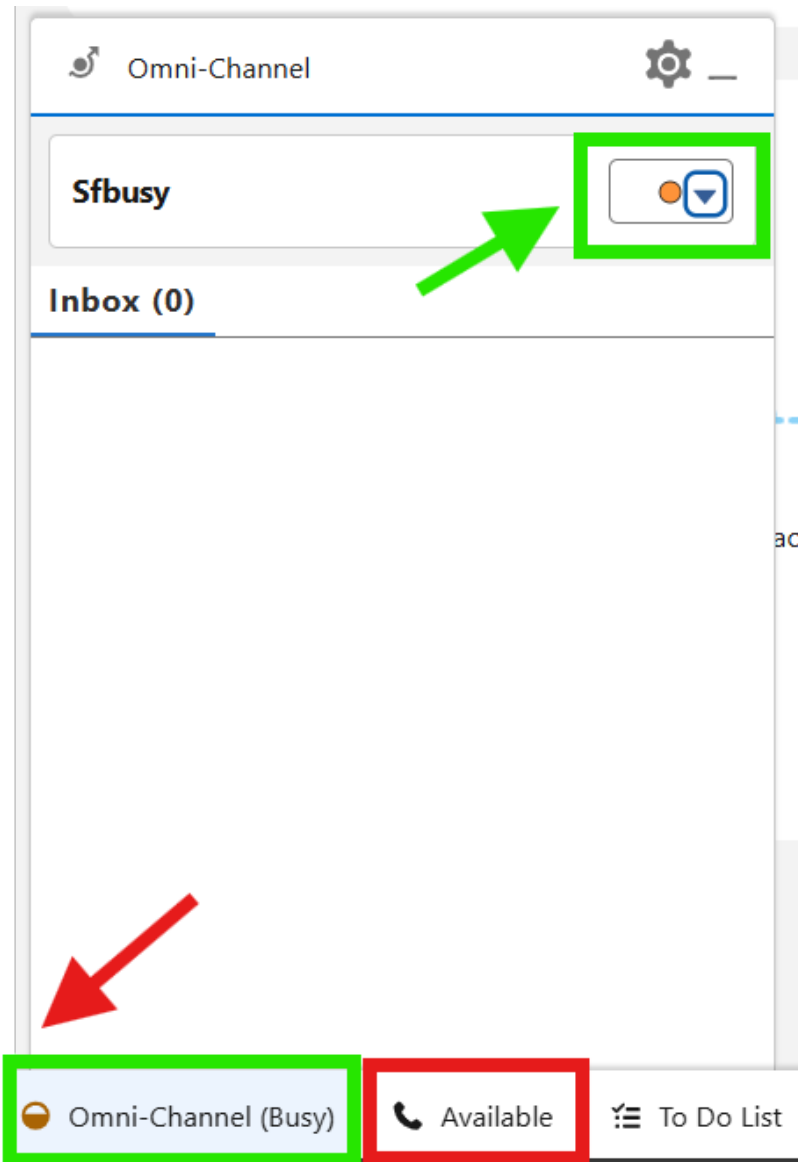 Omni-Channel
Sfbusy
Inbox (0)
ac
Omni-Channel (Busy) Available To Do List